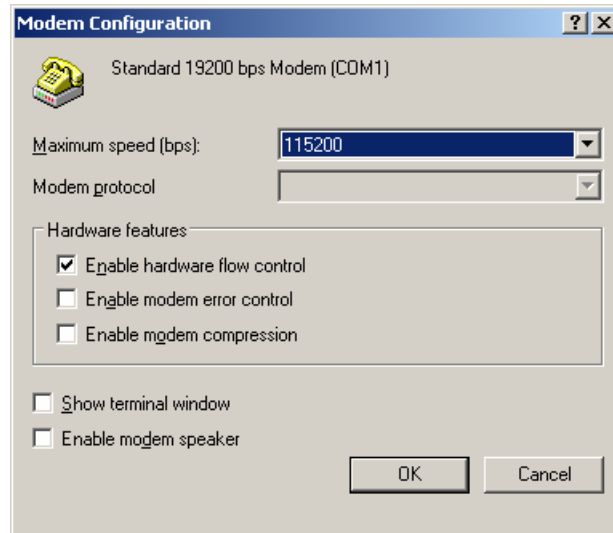 Modem Configuration
Standard 19200 bps Modem (COM1)
Maximum speed (bps): 115200
Modem protocol
Hardware features
Enable hardware flow control
Enable modem error control
Enable modem compression
Show terminal window
Enable modem speaker
OK Cancel